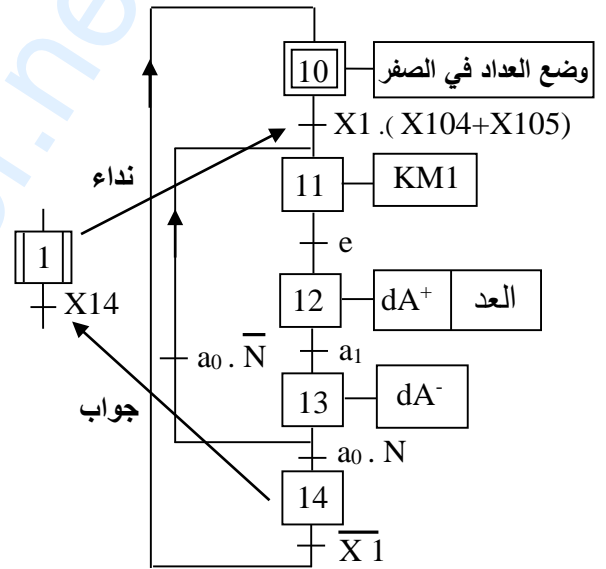 10
وضع العداد في الصفر
X1 .( X104+X105)
نداء
11
KM1
e
1
X14
12
dA⁺
العد
a₀ . N̅
a₁
13
dA⁻
جواب
a₀ . N
14
X̅ 1̅